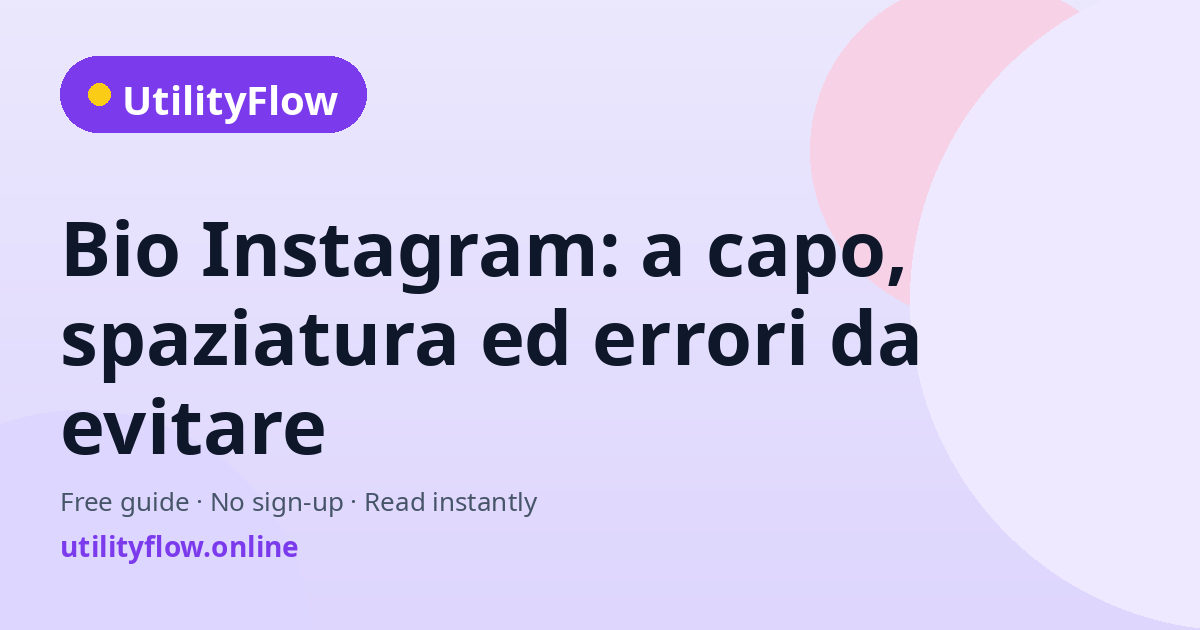 UtilityFlow
Bio Instagram: a capo,
spaziatura ed errori da
evitare
Free guide · No sign-up · Read instantly
utilityflow.online